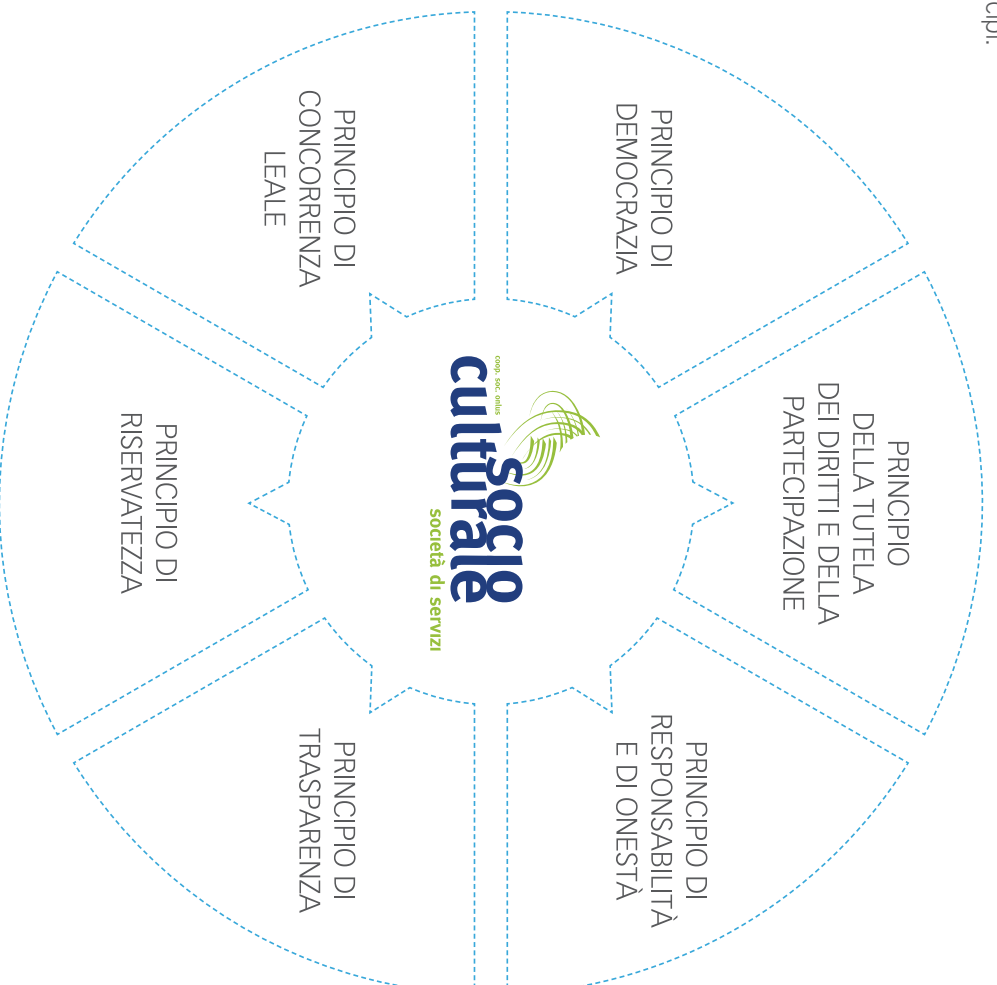 cipi.
PRINCIPIO
DELLA TUTELA
DEI DIRITTI E DELLA
PARTECIPAZIONE
PRINCIPIO DI
DEMOCRAZIA
PRINCIPIO DI
RESPONSABILITÀ
E DI ONESTÀ
coop. soc. onlus
socio
culturale
società di servizi
PRINCIPIO DI
CONCORRENZA
LEALE
PRINCIPIO DI
TRASPARENZA
PRINCIPIO DI
RISERVATEZZA